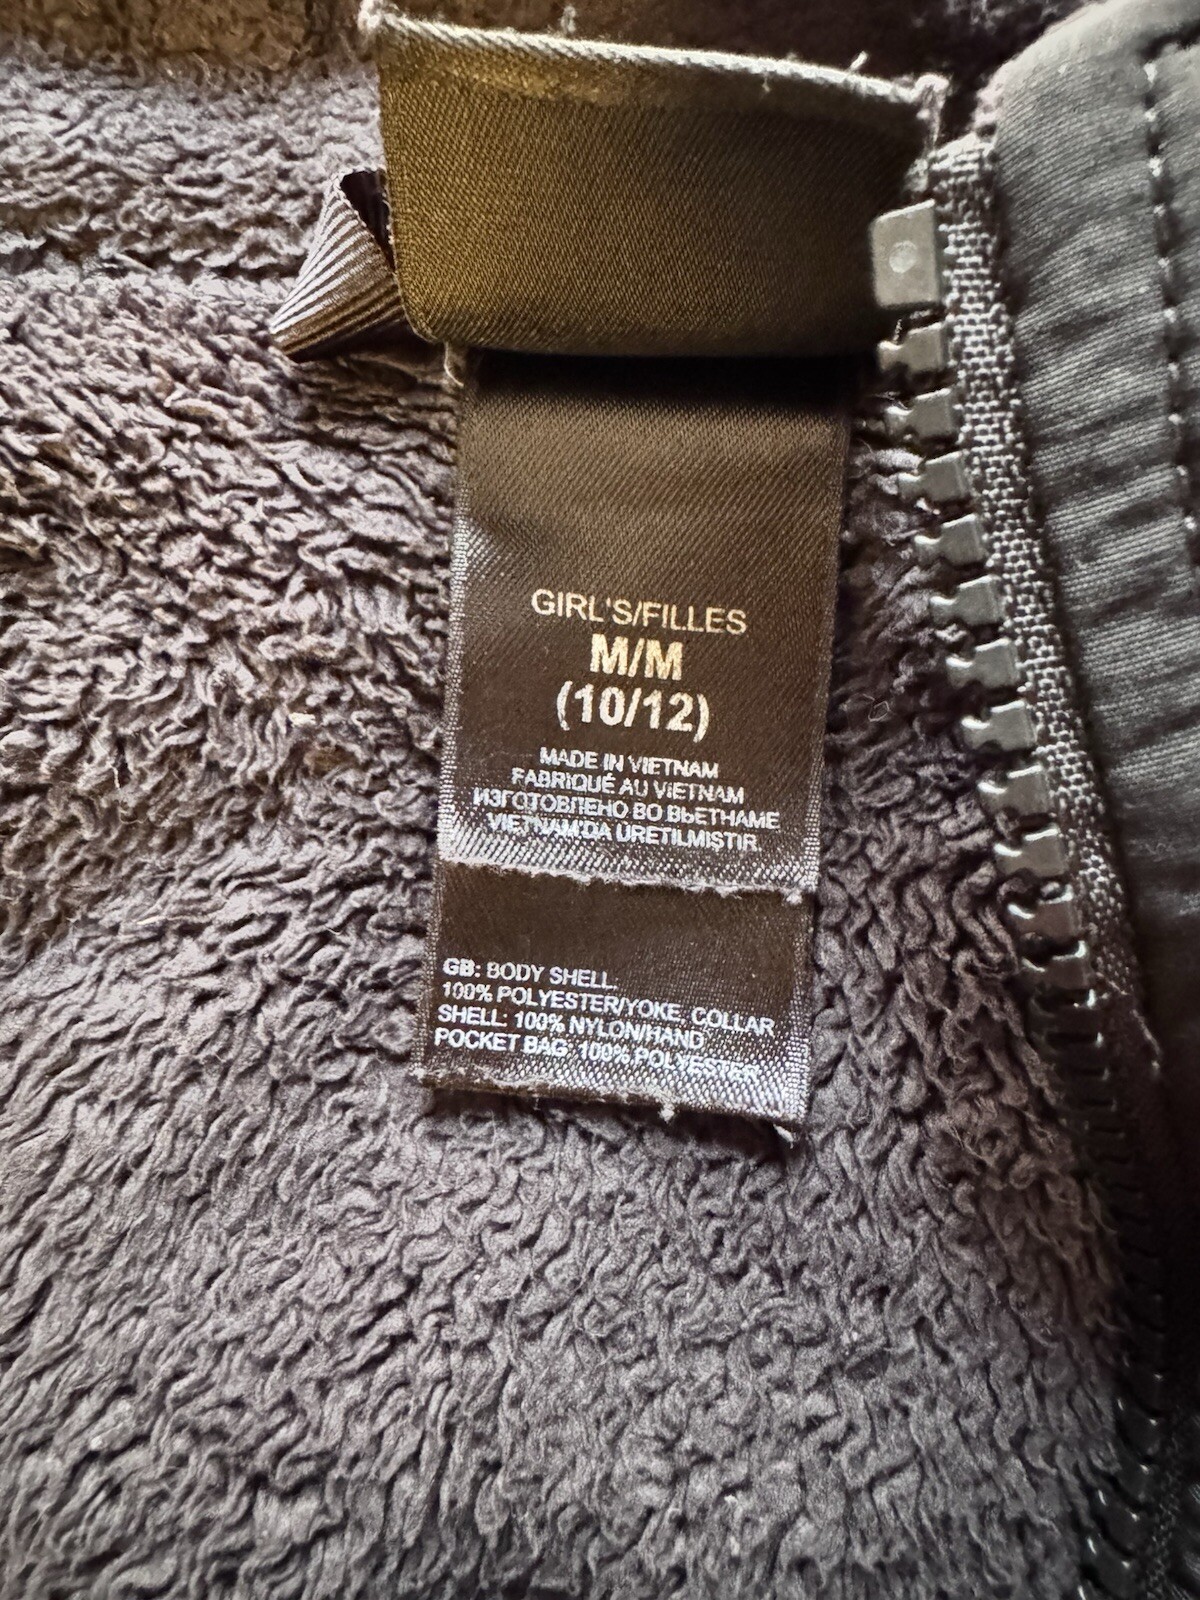 GIRL'S/FILLES
M/M
(10/12)
MADE IN VIETNAM
FABRIQUÉ AU VIETNAM
ИЗГОТОВЛЕНО ВО ВЬЕТНАМЕ
VIETNAM'DA URETILMISTIR.
GB: BODY SHELL:
100% POLYESTER/YOKE, COLLAR
SHELL: 100% NYLON/HAND
POCKET BAG: 100% POLYESTER